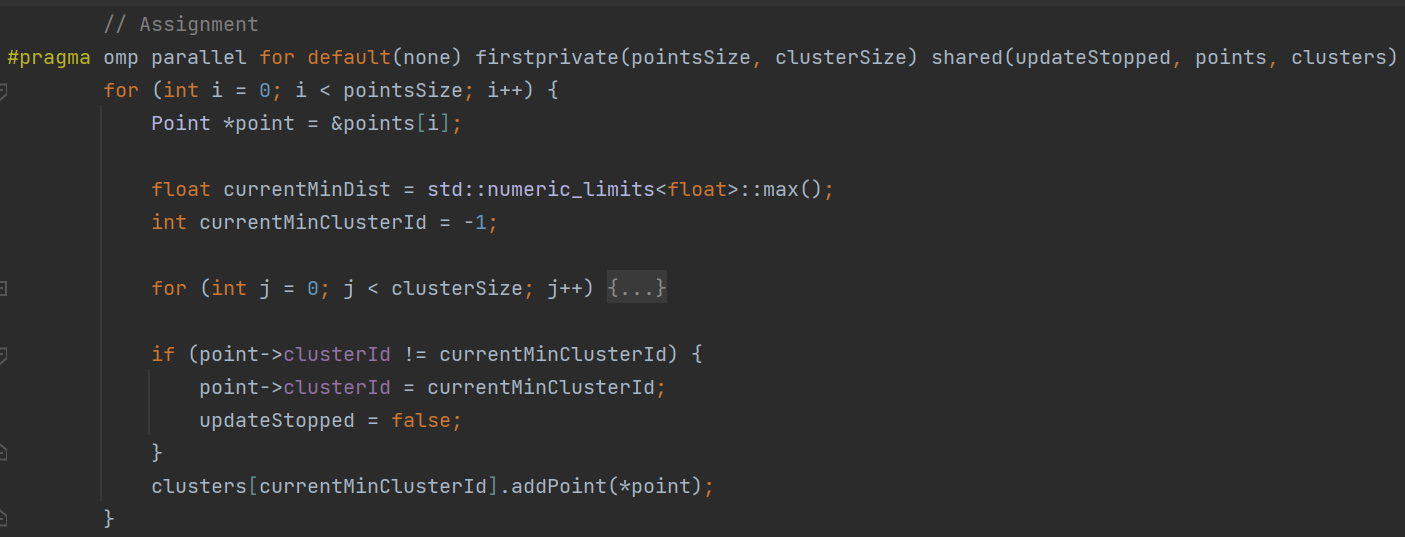 // Assignment
#pragma omp parallel for default(none) firstprivate(pointsSize, clusterSize) shared(updateStopped, points, clusters)
for (int i = 0; i < pointsSize; i++) {
Point *point = &points[i];
float currentMinDist = std::numeric_limits<float>::max();
int currentMinClusterId = -1;
for (int j = 0; j < clusterSize; j++) {...}
if (point->clusterId != currentMinClusterId) {
point->clusterId = currentMinClusterId;
updateStopped = false;
}
clusters[currentMinClusterId].addPoint(*point);
}